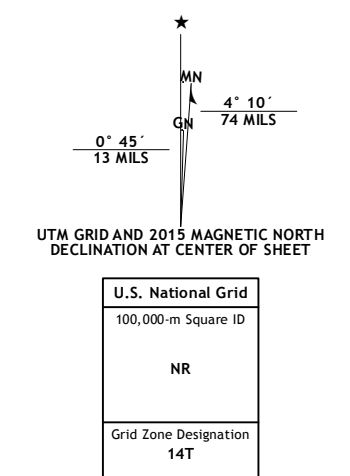 ★
MN
GN
4° 10´
74 MILS
0° 45´
13 MILS
UTM GRID AND 2015 MAGNETIC NORTH
DECLINATION AT CENTER OF SHEET
U.S. National Grid
100,000-m Square ID
NR
Grid Zone Designation
14T